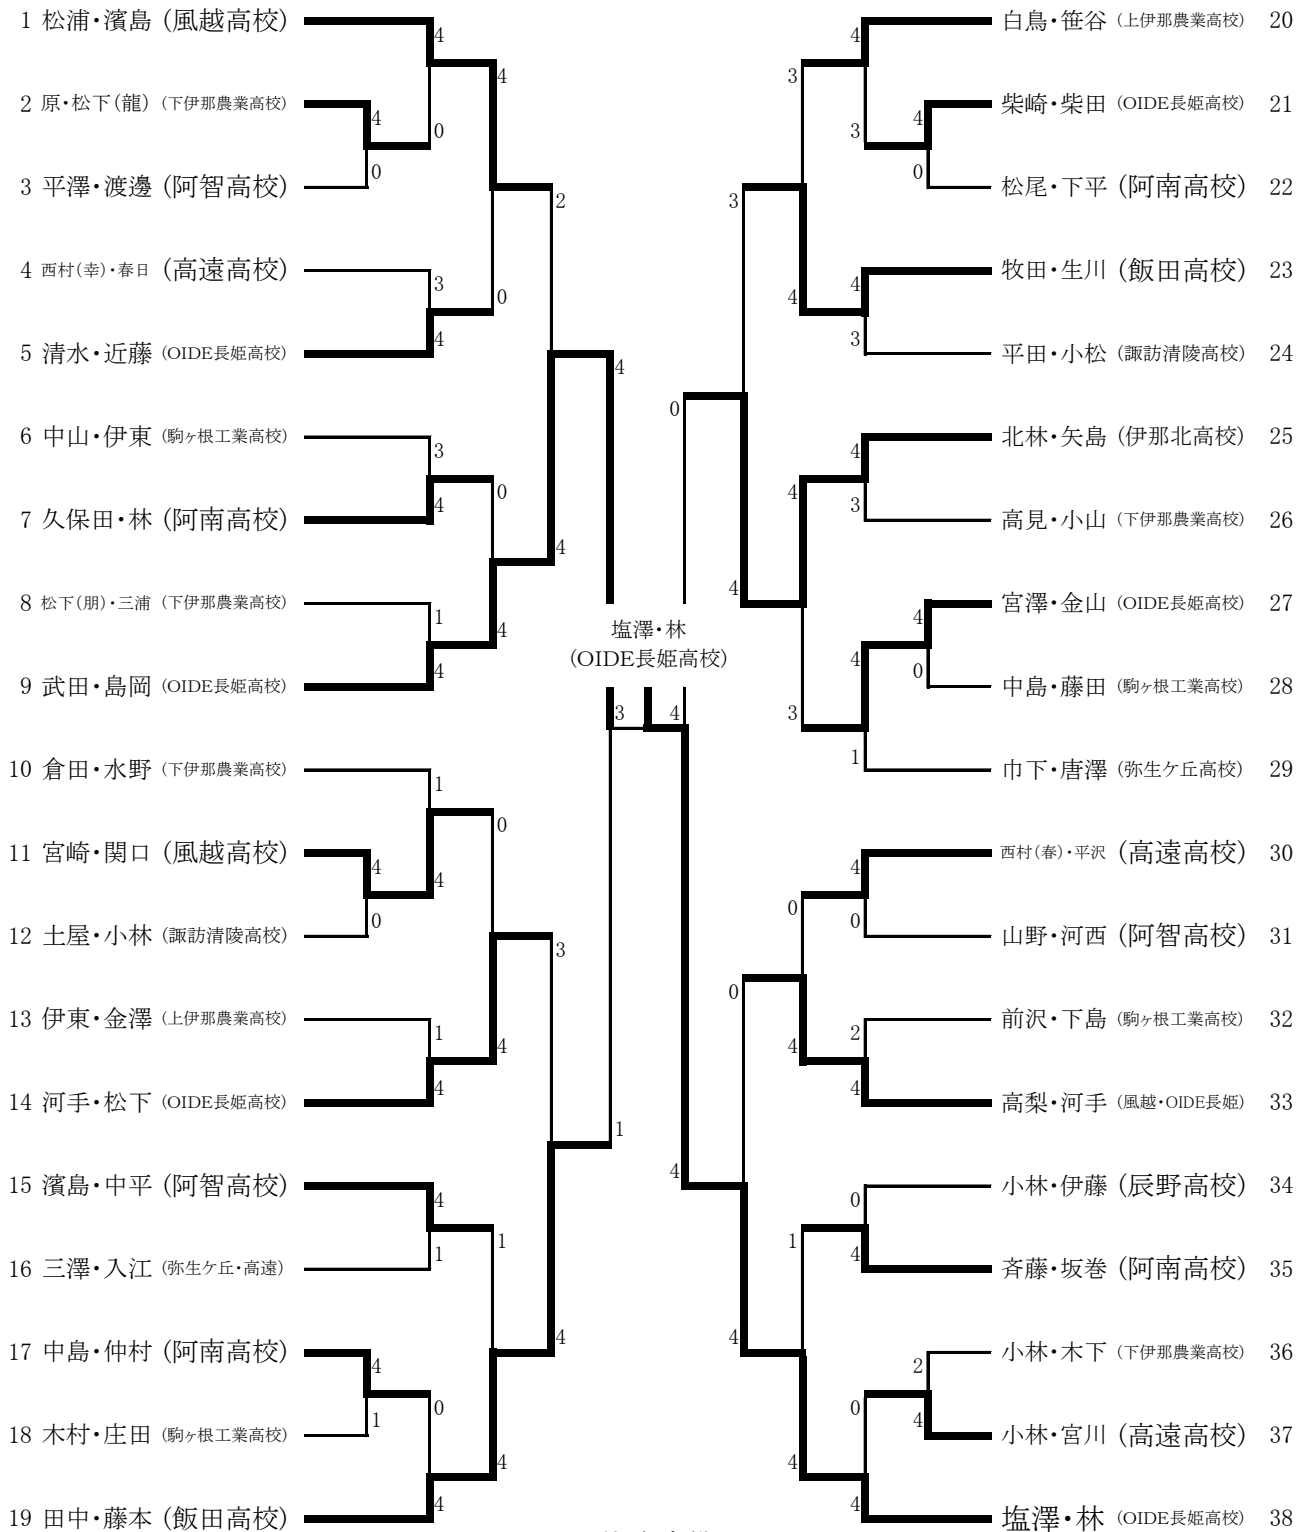 1 松浦・濱島 (風越高校)
2 原・松下(龍) (下伊那農業高校)
3 平澤・渡邊 (阿智高校)
4 西村(幸)・春日 (高遠高校)
5 清水・近藤 (OIDE長姫高校)
6 中山・伊東 (駒ヶ根工業高校)
7 久保田・林 (阿南高校)
8 松下(朋)・三浦 (下伊那農業高校)
9 武田・島岡 (OIDE長姫高校)
10 倉田・水野 (下伊那農業高校)
11 宮崎・関口 (風越高校)
12 土屋・小林 (諏訪清陵高校)
13 伊東・金澤 (上伊那農業高校)
14 河手・松下 (OIDE長姫高校)
15 濱島・中平 (阿智高校)
16 三澤・入江 (弥生ケ丘・高遠)
17 中島・仲村 (阿南高校)
18 木村・庄田 (駒ヶ根工業高校)
19 田中・藤本 (飯田高校)
4
4
0
4
0
2
3
0
4
4
3
0
4
4
1
4
4
1
0
4
4
0
3
1
4
4
1
4
1
1
4
4
0
1
4
4
塩澤・林
(OIDE長姫高校)
3 4
0
4
4
3
3
4
0
3
4
4
3
4
4
3
4
4
4
0
3
1
4
0
0
0
2
4
4
4
0
1
4
4
2
0
4
4
4
白鳥・笹谷 (上伊那農業高校) 20
柴崎・柴田 (OIDE長姫高校) 21
松尾・下平 (阿南高校) 22
牧田・生川 (飯田高校) 23
平田・小松 (諏訪清陵高校) 24
北林・矢島 (伊那北高校) 25
高見・小山 (下伊那農業高校) 26
宮澤・金山 (OIDE長姫高校) 27
中島・藤田 (駒ヶ根工業高校) 28
巾下・唐澤 (弥生ケ丘高校) 29
西村(春)・平沢 (高遠高校) 30
山野・河西 (阿智高校) 31
前沢・下島 (駒ヶ根工業高校) 32
高梨・河手 (風越・OIDE長姫) 33
小林・伊藤 (辰野高校) 34
斉藤・坂巻 (阿南高校) 35
小林・木下 (下伊那農業高校) 36
小林・宮川 (高遠高校) 37
塩澤・林 (OIDE長姫高校) 38